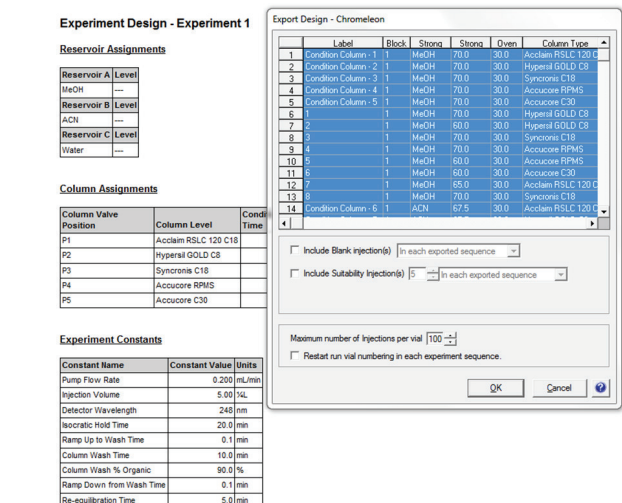 Experiment Design - Experiment 1
Reservoir Assignments
Reservoir A Level
MeOH ---
Reservoir B Level
ACN ---
Reservoir C Level
Water ---
Column Assignments
Column Valve Position Column Level Condi Time
P1 Acclaim RSLC 120 C18
P2 Hypersil GOLD C8
P3 Syncronis C18
P4 Accucore RPMS
P5 Accucore C30
Experiment Constants
Constant Name Constant Value Units
Pump Flow Rate 0.200 mL/min
Injection Volume 5.00 ¼L
Detector Wavelength 248 nm
Isocratic Hold Time 20.0 min
Ramp Up to Wash Time 0.1 min
Column Wash Time 10.0 min
Column Wash % Organic 90.0 %
Ramp Down from Wash Time 0.1 min
Re-equilibration Time 5.0 min
Export Design - Chromeleon
Label Block Strong Strong Oven Column Type
1 Condition Column - 1 1 MeOH 70.0 30.0 Acclaim RSLC 120 C
2 Condition Column - 2 1 MeOH 70.0 30.0 Hypersil GOLD C8
3 Condition Column - 3 1 MeOH 70.0 30.0 Syncronis C18
4 Condition Column - 4 1 MeOH 70.0 30.0 Accucore RPMS
5 Condition Column - 5 1 MeOH 70.0 30.0 Accucore C30
6 1 1 MeOH 70.0 30.0 Hypersil GOLD C8
7 2 1 MeOH 60.0 30.0 Hypersil GOLD C8
8 3 1 MeOH 70.0 30.0 Syncronis C18
9 4 1 MeOH 70.0 30.0 Accucore RPMS
10 5 1 MeOH 60.0 30.0 Accucore RPMS
11 6 1 MeOH 60.0 30.0 Accucore C30
12 7 1 MeOH 65.0 30.0 Acclaim RSLC 120 C
13 8 1 MeOH 70.0 30.0 Syncronis C18
14 Condition Column - 6 1 ACN 67.5 30.0 Acclaim RSLC 120 C
Include Blank injection(s) In each exported sequence
Include Suitability Injection(s) 5 In each exported sequence
Maximum number of Injections per vial 100
Restart run vial numbering in each experiment sequence.
OK Cancel ?